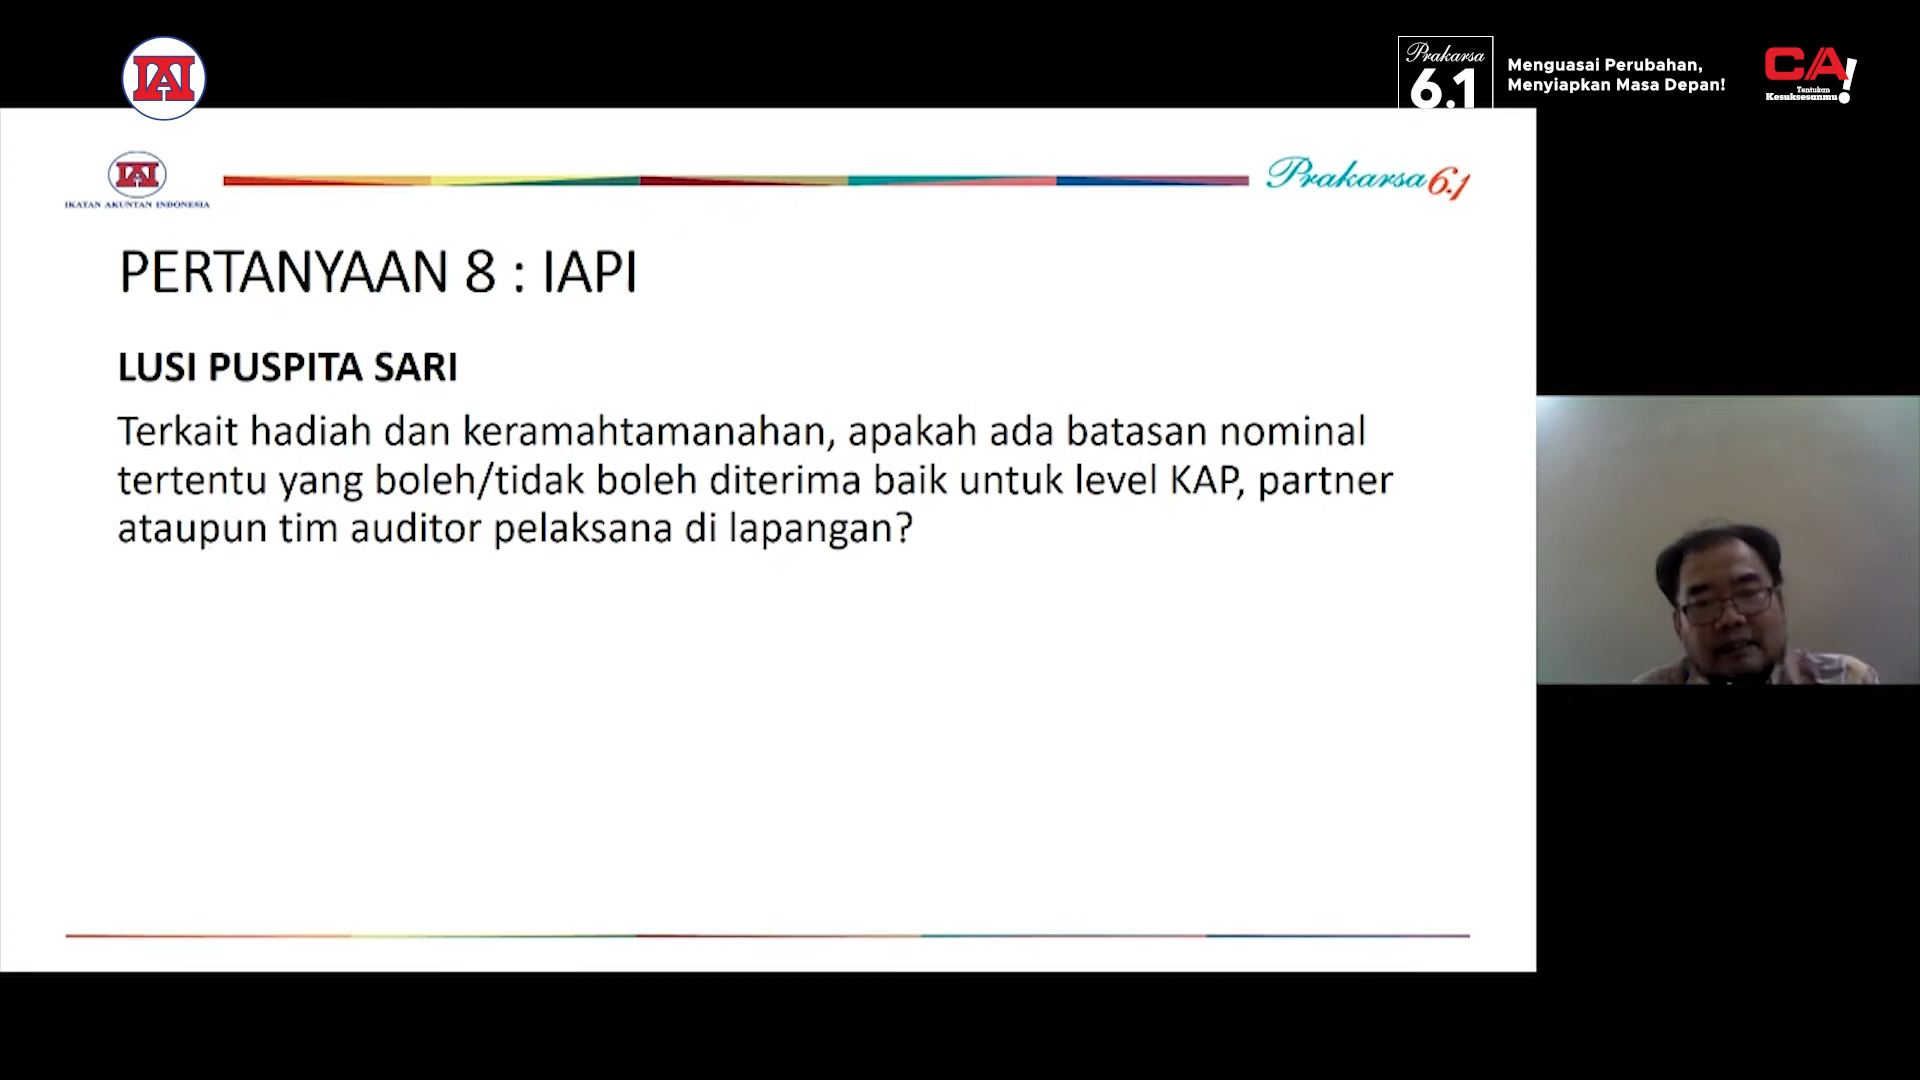 IAI
Prakarsa
6.1
Menguasai Perubahan,
Menyiapkan Masa Depan!
CA!
Tentukan
Kesuksesanmu
IAI
IKATAN AKUNTAN INDONESIA
Prakarsa 6.1
PERTANYAAN 8 : IAPI
LUSI PUSPITA SARI
Terkait hadiah dan keramahtamanahan, apakah ada batasan nominal
tertentu yang boleh/tidak boleh diterima baik untuk level KAP, partner
ataupun tim auditor pelaksana di lapangan?